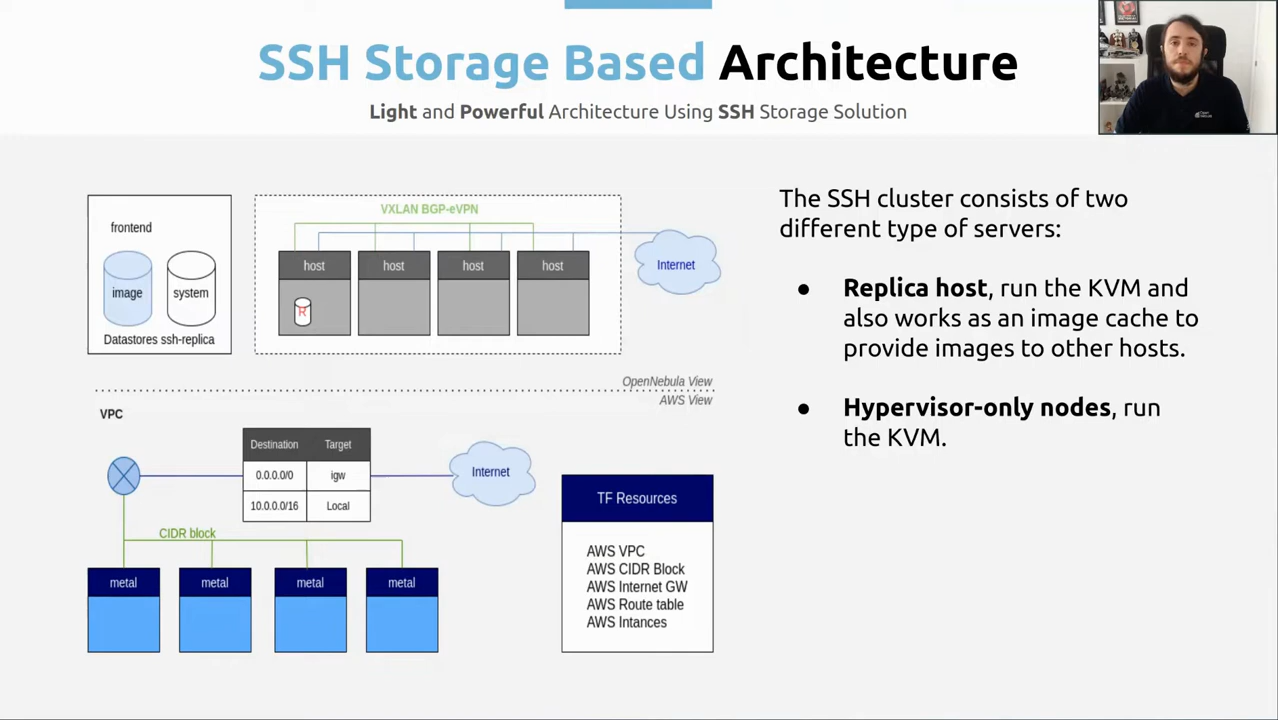 SSH Storage Based Architecture
Light and Powerful Architecture Using SSH Storage Solution
frontend
image
system
Datastores ssh-replica
VXLAN BGP-eVPN
host
host
host
host
R
Internet
OpenNebula View
AWS View
VPC
Destination Target
0.0.0.0/0 igw
10.0.0.0/16 Local
Internet
CIDR block
metal
metal
metal
metal
TF Resources
AWS VPC
AWS CIDR Block
AWS Internet GW
AWS Route table
AWS Intances
The SSH cluster consists of two
different type of servers:
● Replica host, run the KVM and
also works as an image cache to
provide images to other hosts.
● Hypervisor-only nodes, run
the KVM.